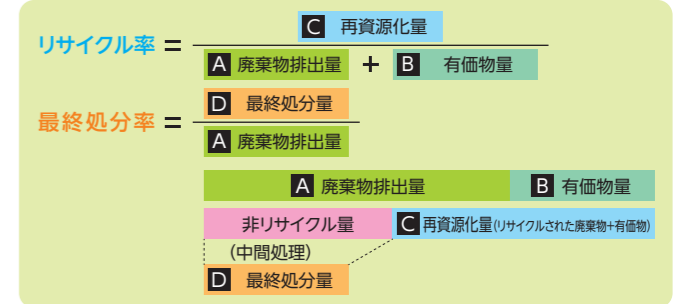 C 再資源化量
リサイクル率 =
A 廃棄物排出量 + B 有価物量
D 最終処分量
最終処分率 =
A 廃棄物排出量
A 廃棄物排出量 B 有価物量
非リサイクル量 C 再資源化量(リサイクルされた廃棄物+有価物)
(中間処理)
D 最終処分量